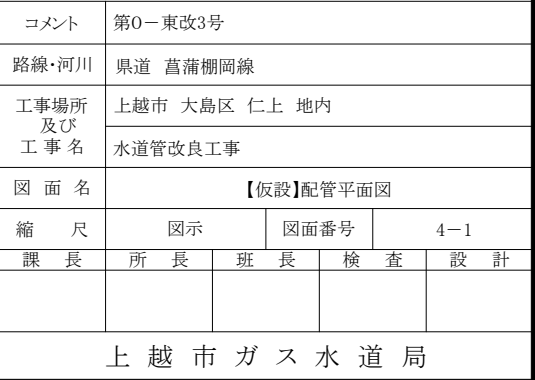 コメント 第0－東改3号
路線・河川 県道 菖蒲棚岡線
工事場所 及び 工事名 上越市 大島区 仁上 地内
水道管改良工事
図面名 【仮設】配管平面図
縮尺 図示 図面番号 4－1
課長 所長 班長 検査 設計
上越市ガス水道局